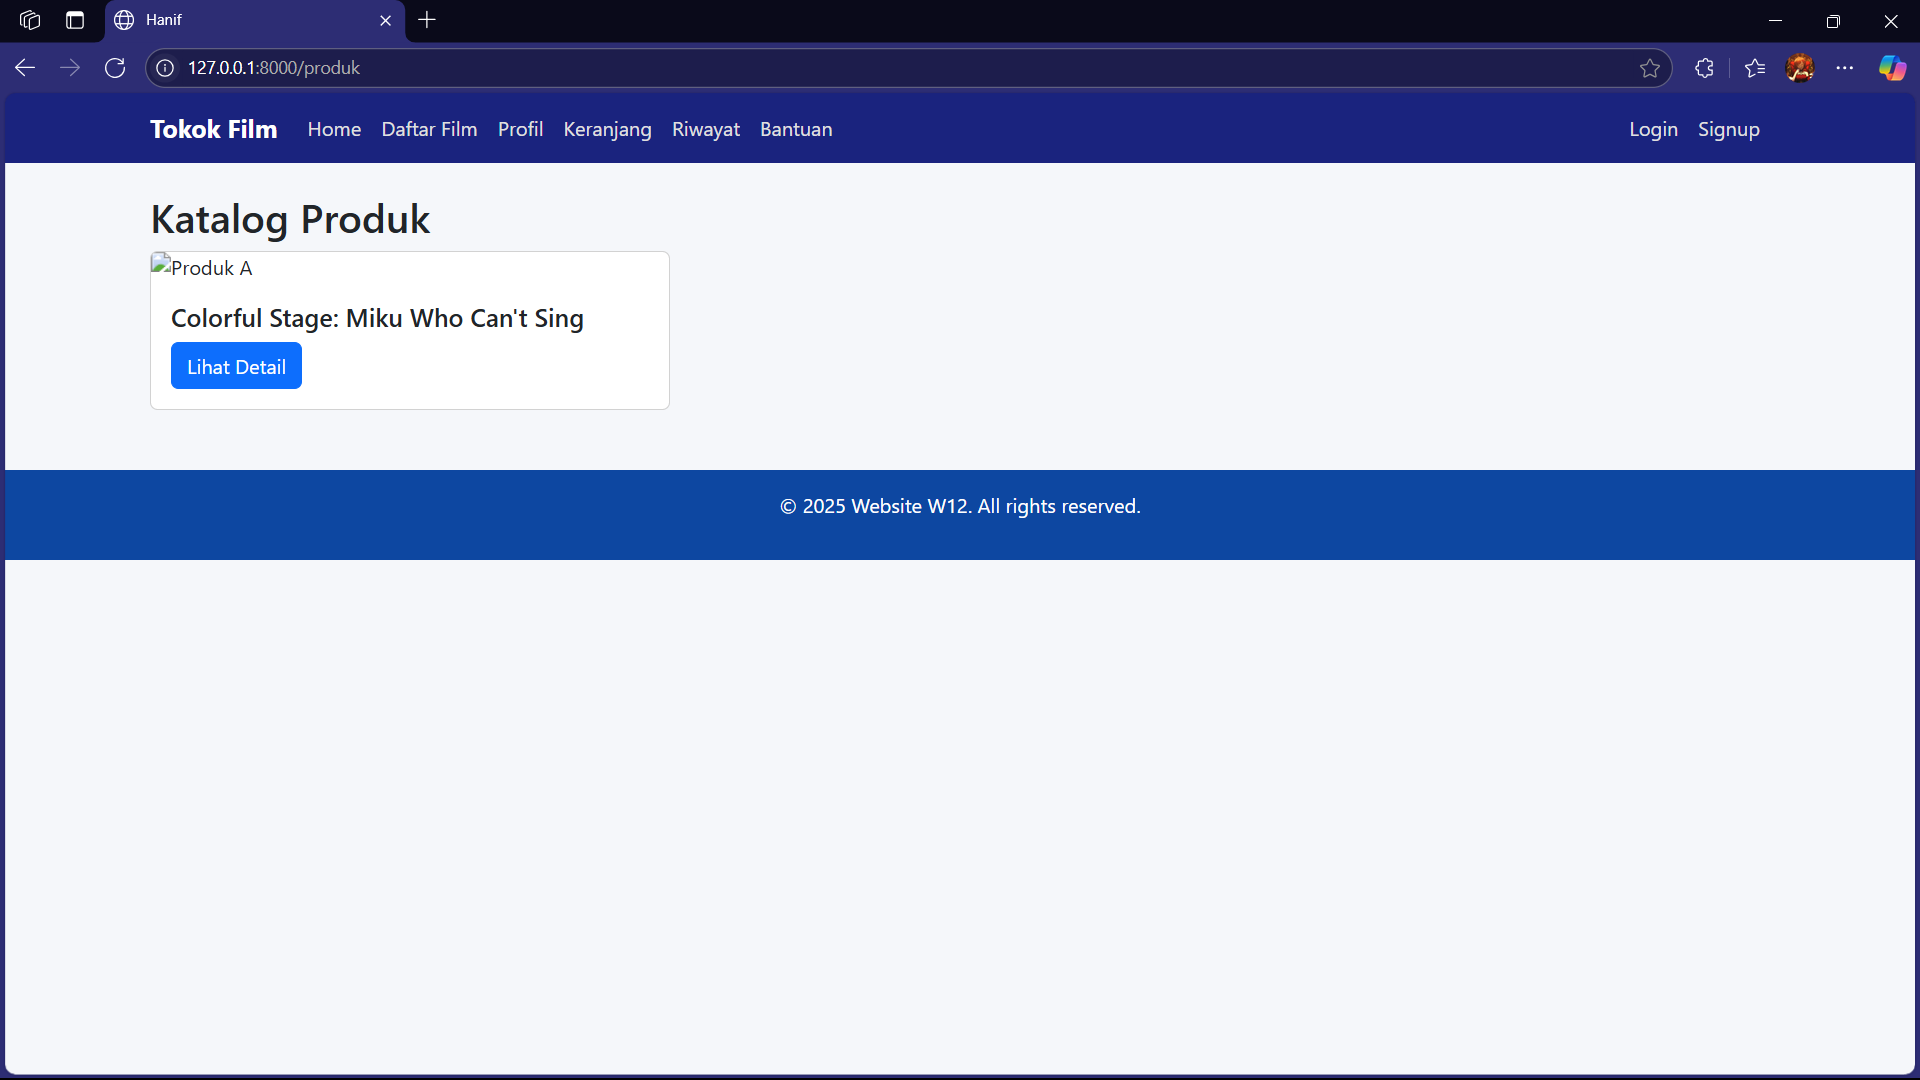 Hanif
127.0.0.1:8000/produk
Tokok Film Home Daftar Film Profil Keranjang Riwayat Bantuan Login Signup
Katalog Produk
Produk A
Colorful Stage: Miku Who Can't Sing
Lihat Detail
© 2025 Website W12. All rights reserved.